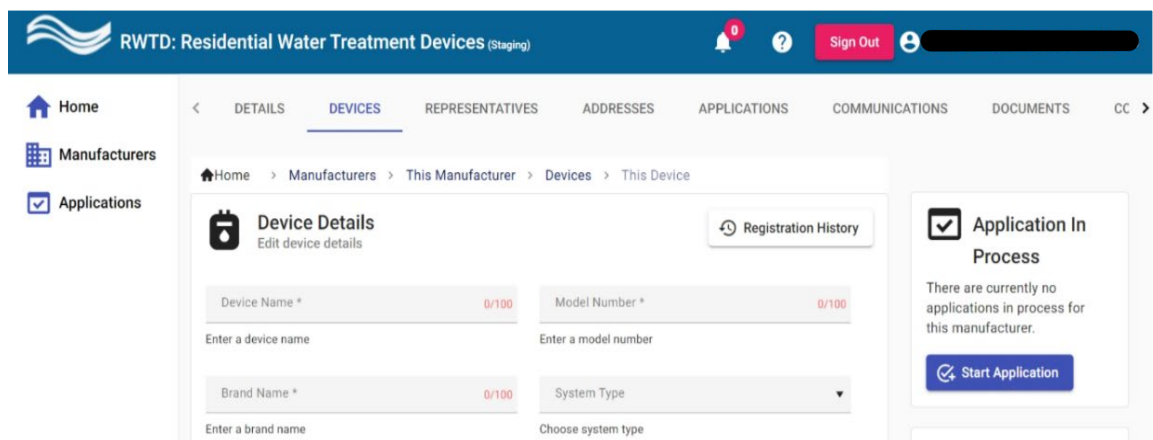 RWTD: Residential Water Treatment Devices (Staging)
0
?
Sign Out
Home
Manufacturers
Applications
< DETAILS DEVICES REPRESENTATIVES ADDRESSES APPLICATIONS COMMUNICATIONS DOCUMENTS CC >
Home > Manufacturers > This Manufacturer > Devices > This Device
Device Details
Edit device details
Registration History
Device Name * 0/100
Model Number * 0/100
Enter a device name
Enter a model number
Brand Name * 0/100
System Type
Enter a brand name
Choose system type
Application In
Process
There are currently no
applications in process for
this manufacturer.
Start Application